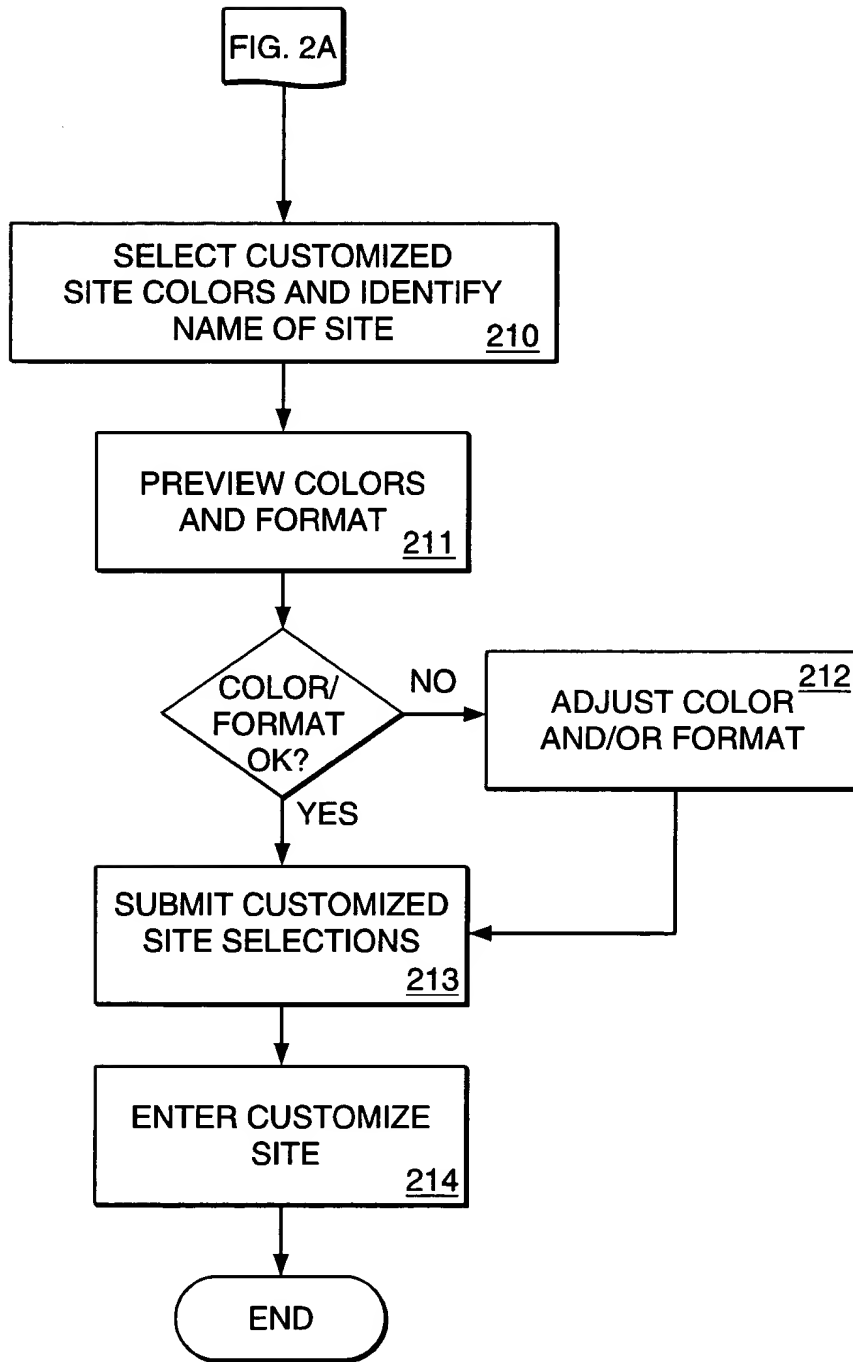 FIG. 2A
SELECT CUSTOMIZED
SITE COLORS AND IDENTIFY
NAME OF SITE
210
PREVIEW COLORS
AND FORMAT
211
COLOR/
FORMAT
OK?
NO
212
ADJUST COLOR
AND/OR FORMAT
YES
SUBMIT CUSTOMIZED
SITE SELECTIONS
213
ENTER CUSTOMIZE
SITE
214
END